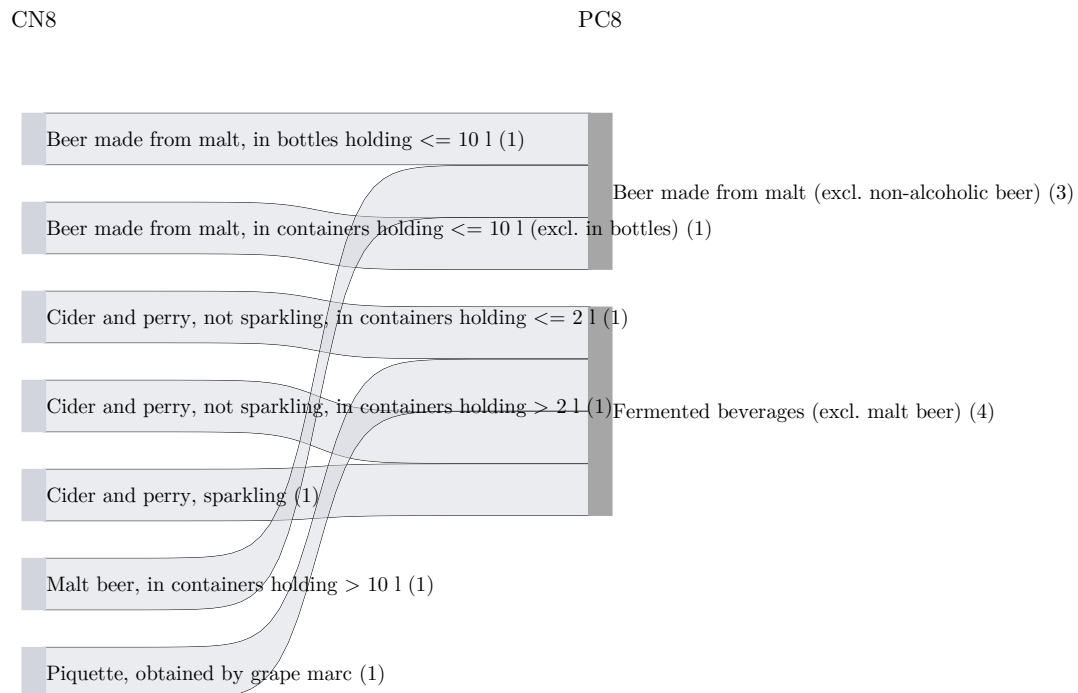 CN8
PC8
Beer made from malt, in bottles holding <= 10 l (1)
Beer made from malt (excl. non-alcoholic beer) (3)
Beer made from malt, in containers holding <= 10 l (excl. in bottles) (1)
Cider and perry, not sparkling, in containers holding <= 2 l (1)
Cider and perry, not sparkling, in containers holding > 2 l (1)
Fermented beverages (excl. malt beer) (4)
Cider and perry, sparkling (1)
Malt beer, in containers holding > 10 l (1)
Piquette, obtained by grape marc (1)